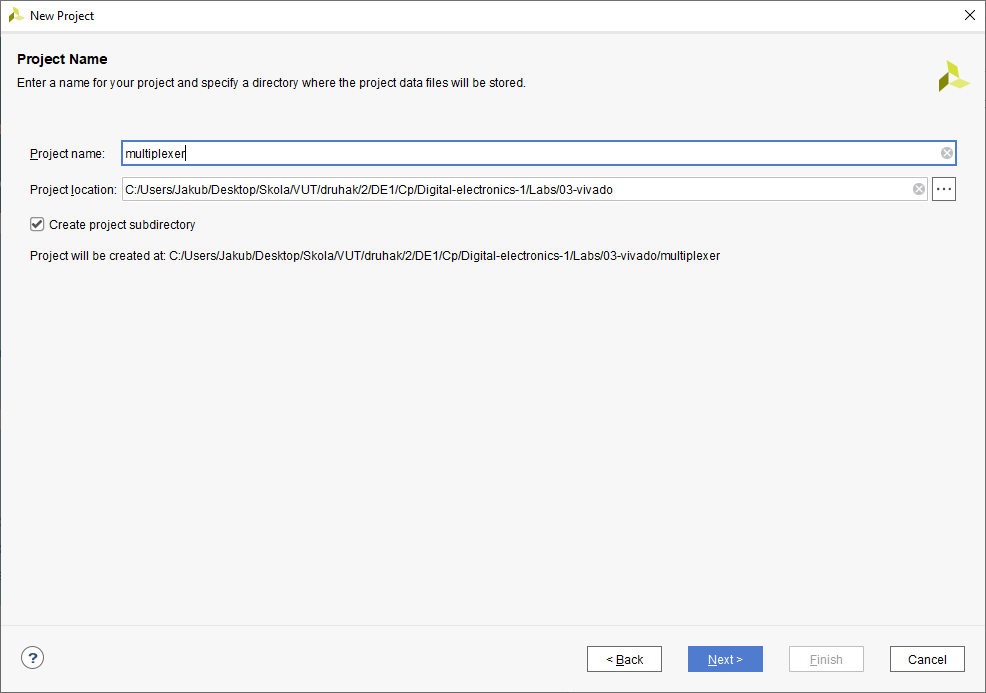 New Project
Project Name
Enter a name for your project and specify a directory where the project data files will be stored.
Project name: multiplexer
Project location: C:/Users/Jakub/Desktop/Skola/VUT/druhak/2/DE1/Cp/Digital-electronics-1/Labs/03-vivado
Create project subdirectory
Project will be created at: C:/Users/Jakub/Desktop/Skola/VUT/druhak/2/DE1/Cp/Digital-electronics-1/Labs/03-vivado/multiplexer
? < Back Next > Finish Cancel